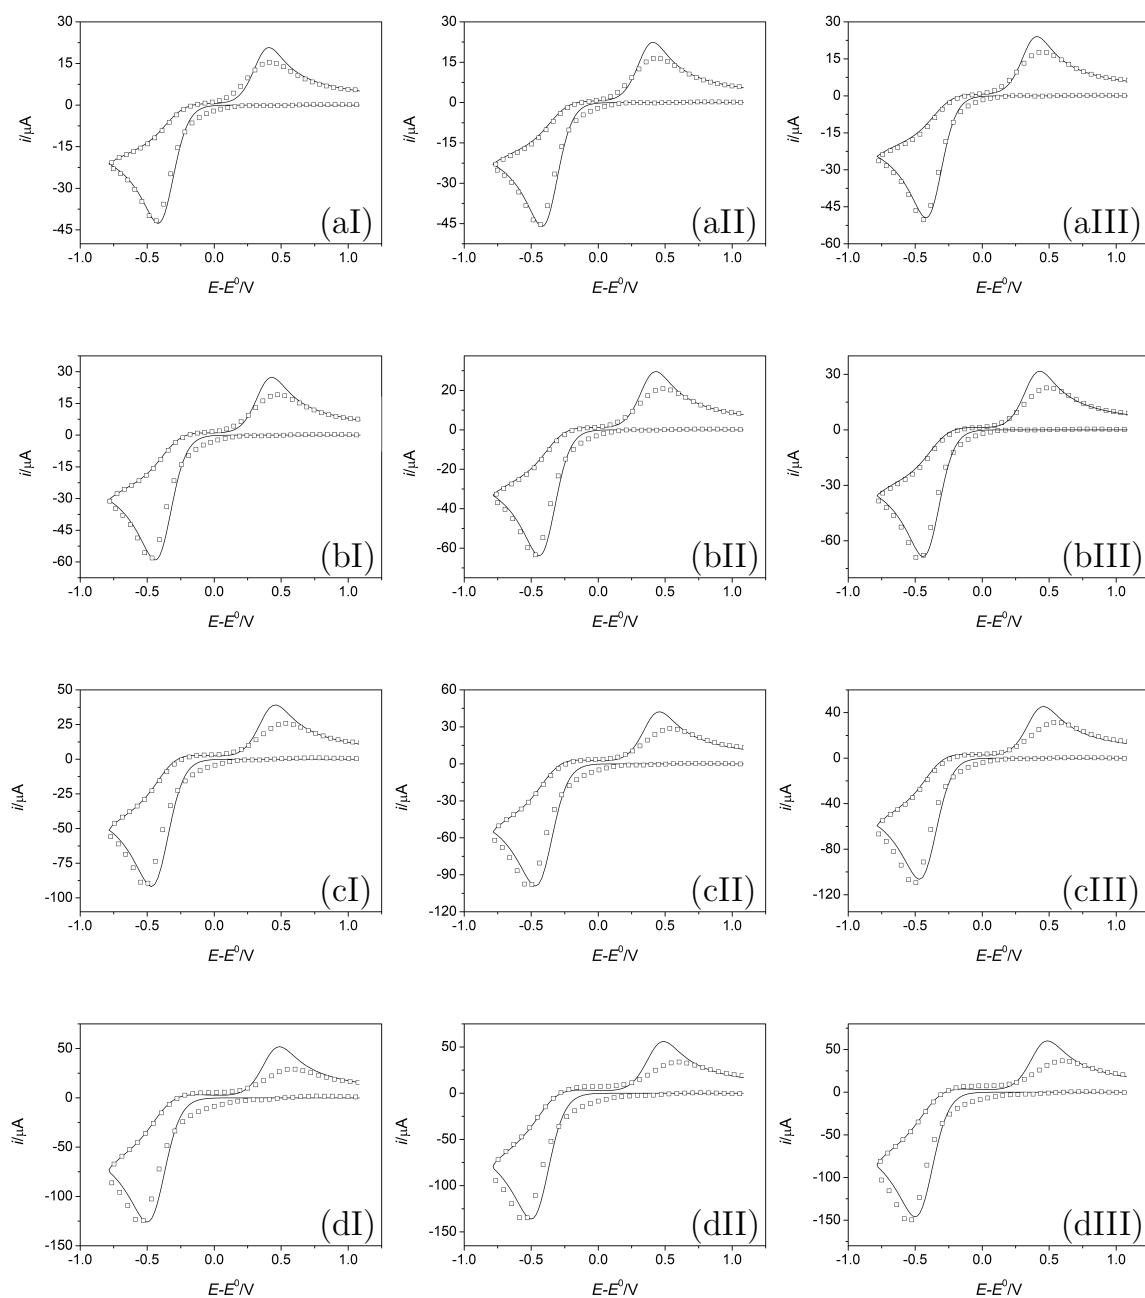 30 30 30
15 15 15
0 0 0
-15 -15 -15
-30 -30 -30
-45 -45 -45
-60
i/μA i/μA i/μA
(aI) (aII) (aIII)
-1.0 -0.5 0.0 0.5 1.0 -1.0 -0.5 0.0 0.5 1.0 -1.0 -0.5 0.0 0.5 1.0
E-E⁰/V E-E⁰/V E-E⁰/V
30 20 30
15 0 0
0 -20 -30
-15 -40 -60
-30 -60
-45
-60
i/μA i/μA i/μA
(bI) (bII) (bIII)
-1.0 -0.5 0.0 0.5 1.0 -1.0 -0.5 0.0 0.5 1.0 -1.0 -0.5 0.0 0.5 1.0
E-E⁰/V E-E⁰/V E-E⁰/V
50 60 40
25 30 0
0 0 -40
-25 -30 -80
-50 -60 -120
-75 -90
-100 -120
i/μA i/μA i/μA
(cI) (cII) (cIII)
-1.0 -0.5 0.0 0.5 1.0 -1.0 -0.5 0.0 0.5 1.0 -1.0 -0.5 0.0 0.5 1.0
E-E⁰/V E-E⁰/V E-E⁰/V
50 50 50
0 0 0
-50 -50 -50
-100 -100 -100
-150 -150 -150
i/μA i/μA i/μA
(dI) (dII) (dIII)
-1.0 -0.5 0.0 0.5 1.0 -1.0 -0.5 0.0 0.5 1.0 -1.0 -0.5 0.0 0.5 1.0
E-E⁰/V E-E⁰/V E-E⁰/V